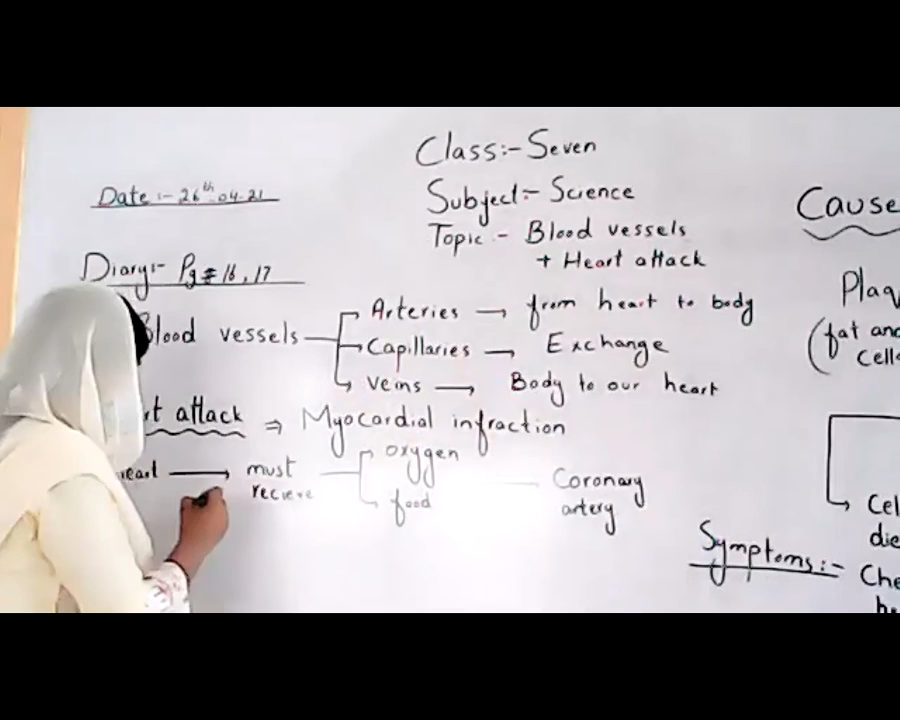 Class:- Seven
Subject:- Science
Topic - Blood vessels
+ Heart attack
Date :- 26th.04.21
Diary:- Pg # 16, 17
Blood vessels
Arteries → from heart to body
Capillaries → Exchange
Veins → Body to our heart
rt attack ⇒ Myocardial infraction
heart → must recieve
oxygen
food
Coronary
artery
Cause
Plaq
(fat and
Cell
Cel
die
Symptoms:- Che